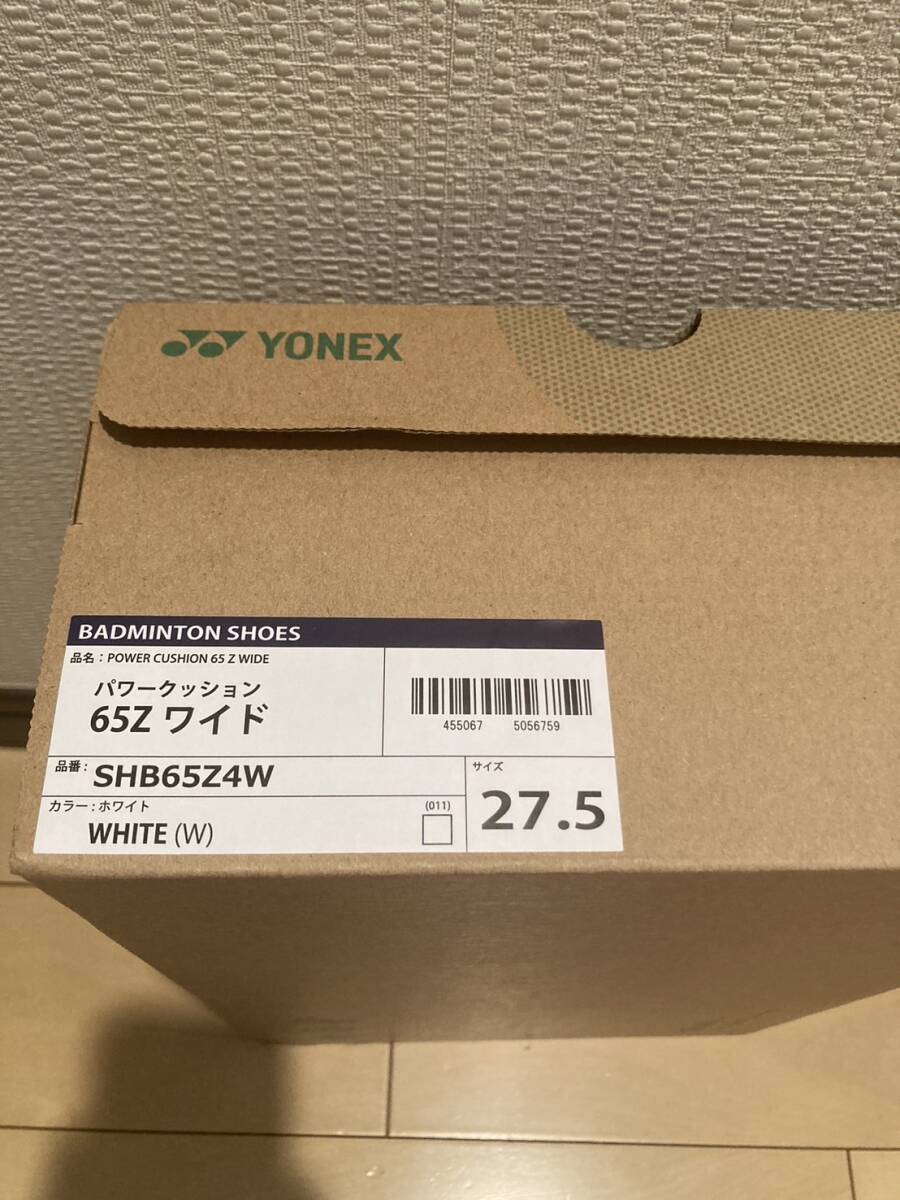 YONEX
BADMINTON SHOES
品名：POWER CUSHION 65 Z WIDE
パワークッション
65Z ワイド
455067 5056759
品番： SHB65Z4W
カラー：ホワイト (011)
WHITE (W)
サイズ
27.5